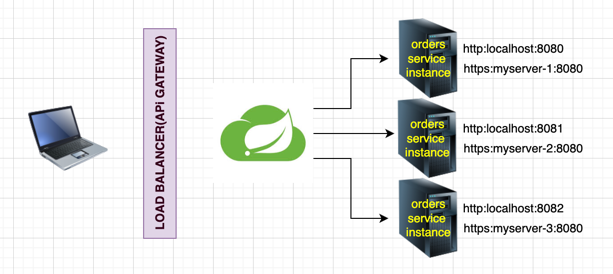 LOAD BALANCER(APi GATEWAY)
orders
service
instance
http:localhost:8080
https:myserver-1:8080
orders
service
instance
http:localhost:8081
https:myserver-2:8080
orders
service
instance
http:localhost:8082
https:myserver-3:8080